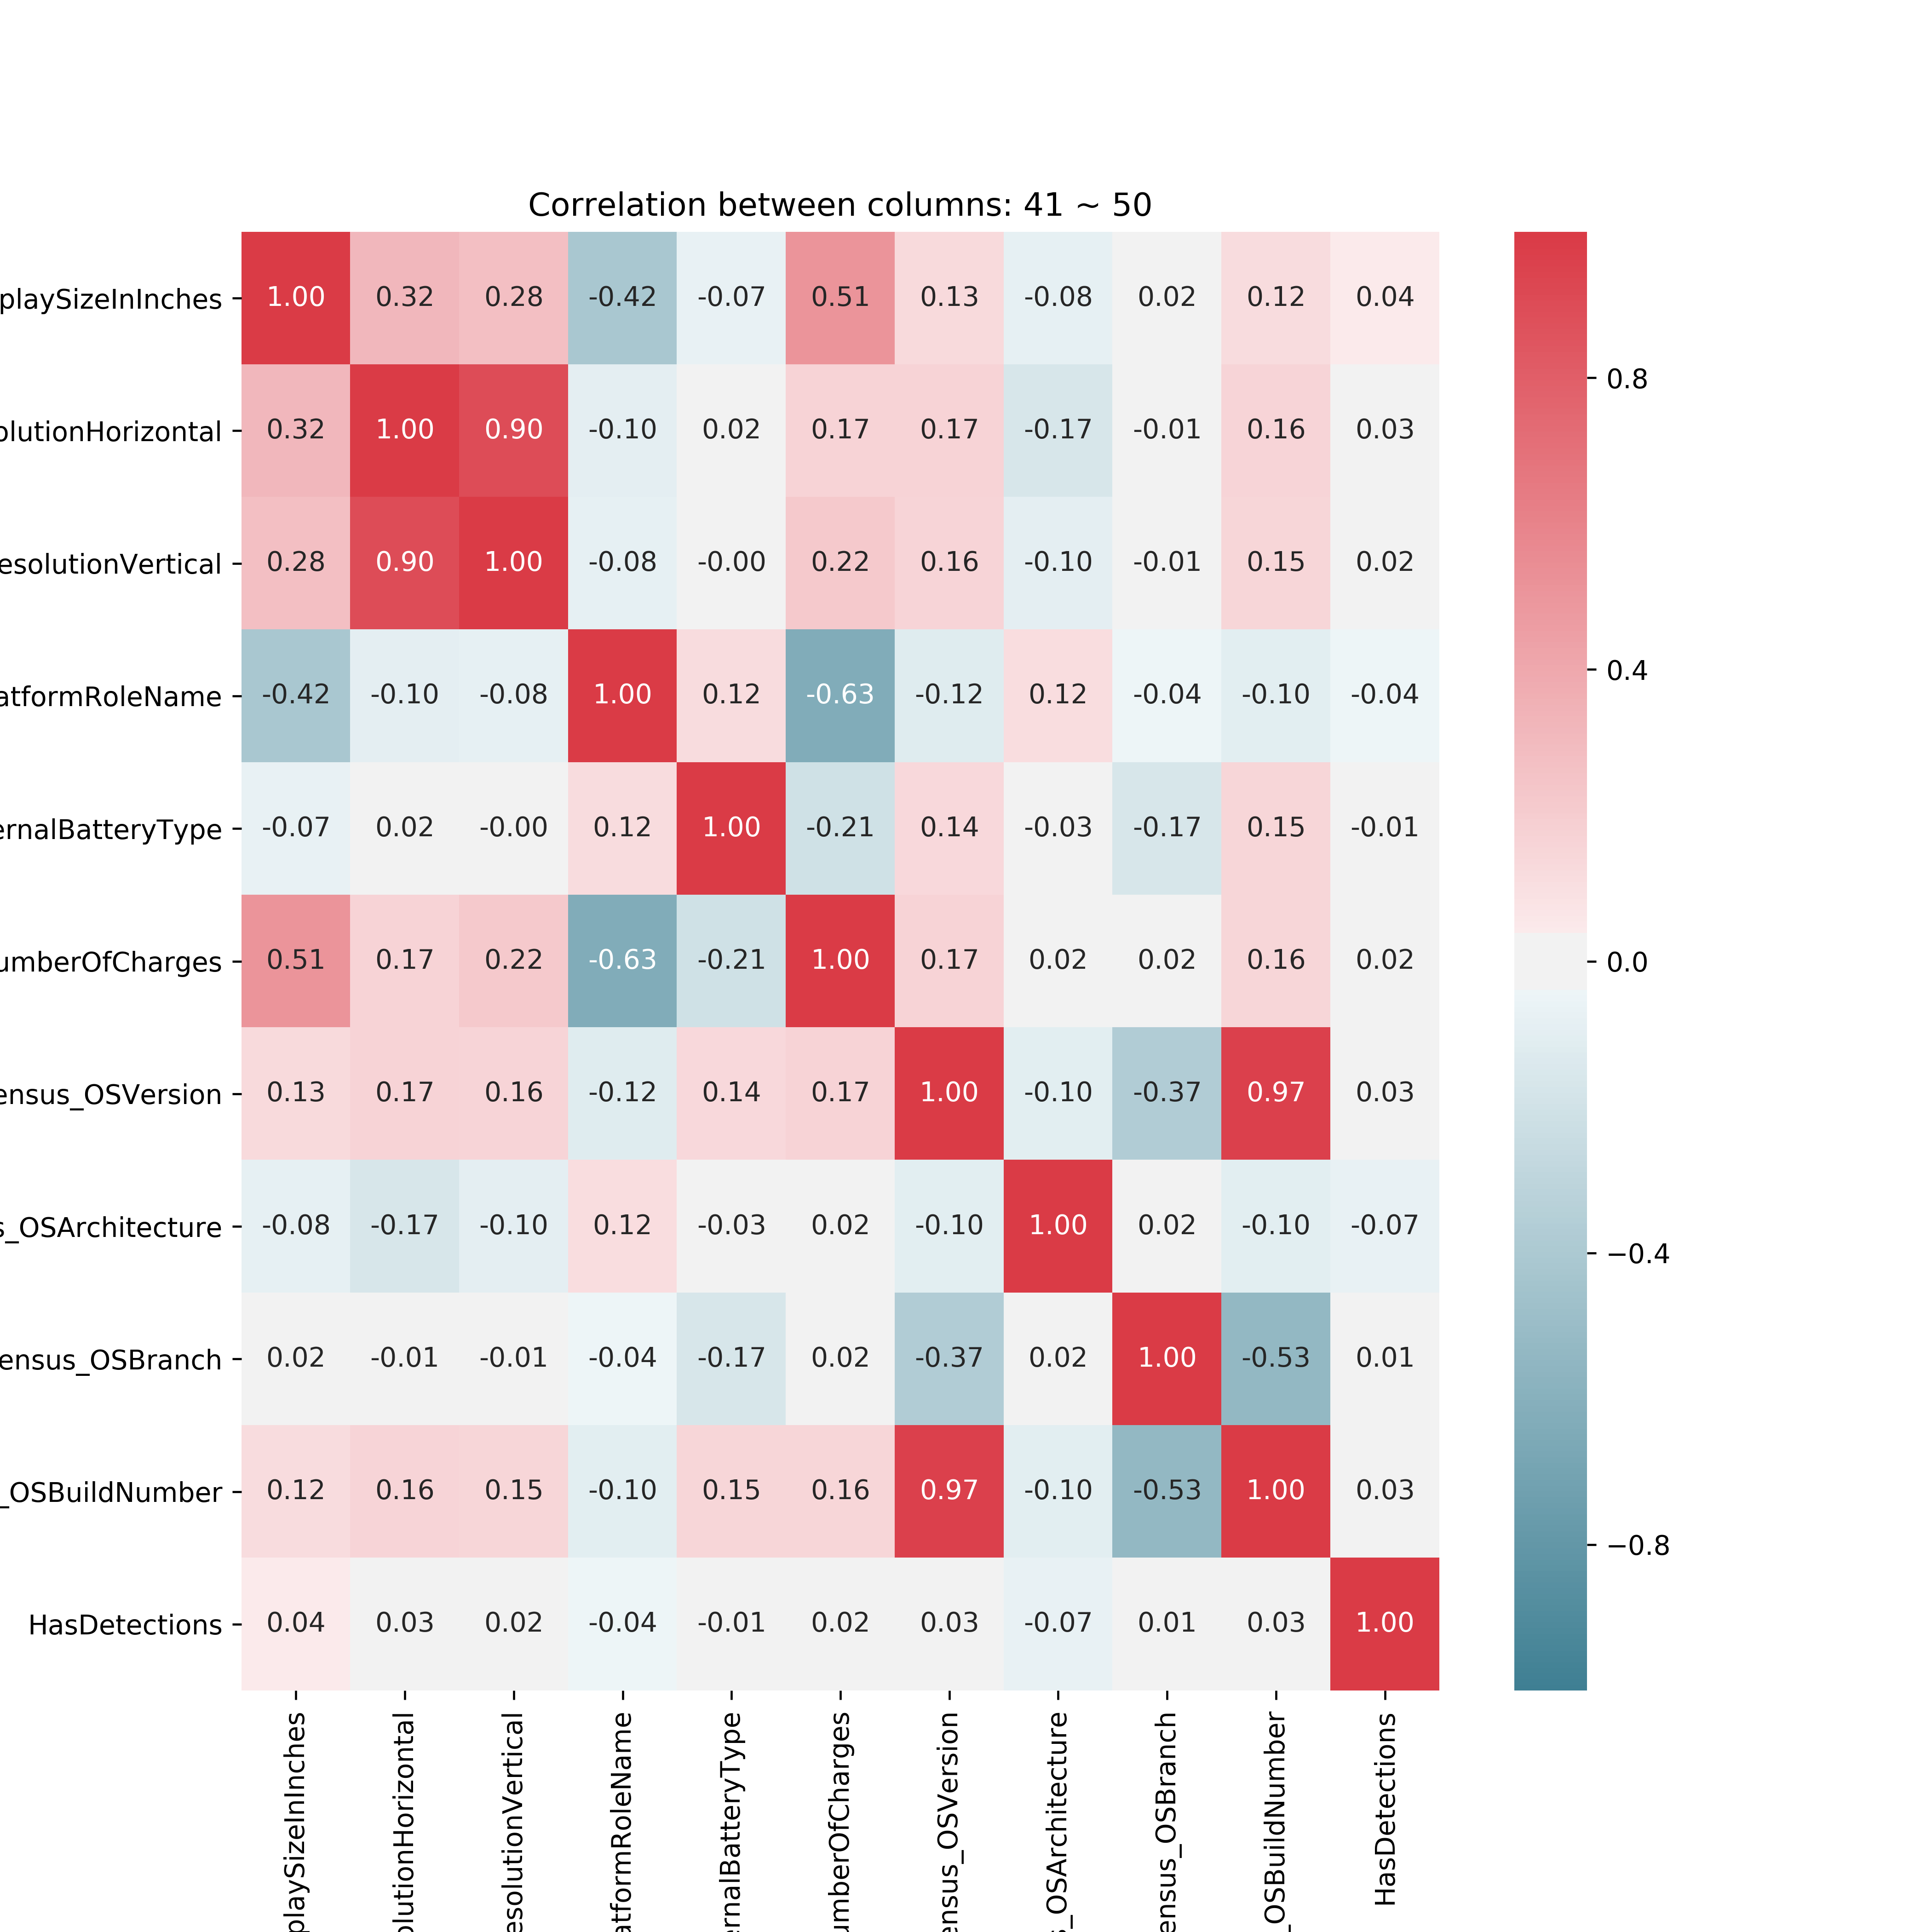 Correlation between columns: 41 ~ 50
playSizeInInches 1.00 0.32 0.28 -0.42 -0.07 0.51 0.13 -0.08 0.02 0.12 0.04
olutionHorizontal 0.32 1.00 0.90 -0.10 0.02 0.17 0.17 -0.17 -0.01 0.16 0.03
esolutionVertical 0.28 0.90 1.00 -0.08 -0.00 0.22 0.16 -0.10 -0.01 0.15 0.02
atformRoleName -0.42 -0.10 -0.08 1.00 0.12 -0.63 -0.12 0.12 -0.04 -0.10 -0.04
ernalBatteryType -0.07 0.02 -0.00 0.12 1.00 -0.21 0.14 -0.03 -0.17 0.15 -0.01
umberOfCharges 0.51 0.17 0.22 -0.63 -0.21 1.00 0.17 0.02 0.02 0.16 0.02
ensus_OSVersion 0.13 0.17 0.16 -0.12 0.14 0.17 1.00 -0.10 -0.37 0.97 0.03
s_OSArchitecture -0.08 -0.17 -0.10 0.12 -0.03 0.02 -0.10 1.00 0.02 -0.10 -0.07
ensus_OSBranch 0.02 -0.01 -0.01 -0.04 -0.17 0.02 -0.37 0.02 1.00 -0.53 0.01
_OSBuildNumber 0.12 0.16 0.15 -0.10 0.15 0.16 0.97 -0.10 -0.53 1.00 0.03
HasDetections 0.04 0.03 0.02 -0.04 -0.01 0.02 0.03 -0.07 0.01 0.03 1.00
playSizeInInches
olutionHorizontal
esolutionVertical
atformRoleName
ernalBatteryType
umberOfCharges
ensus_OSVersion
s_OSArchitecture
ensus_OSBranch
_OSBuildNumber
HasDetections
0.8
0.4
0.0
−0.4
−0.8